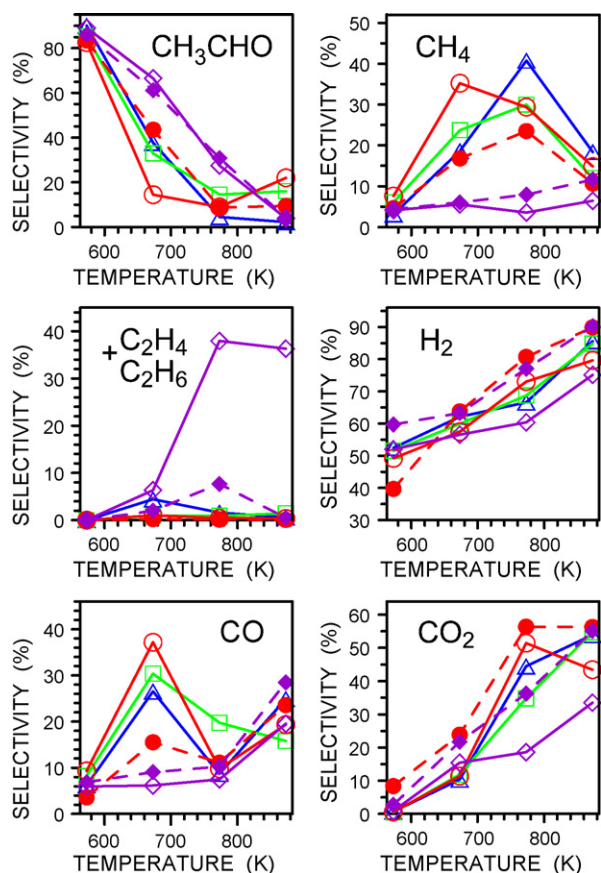 CH3CHO
SELECTIVITY (%)
80
60
40
20
0
600
700
800
TEMPERATURE (K)
CH4
SELECTIVITY (%)
50
40
30
20
10
0
600
700
800
TEMPERATURE (K)
+ C2H4
C2H6
SELECTIVITY (%)
40
30
20
10
0
600
700
800
TEMPERATURE (K)
H2
SELECTIVITY (%)
90
80
70
60
50
40
30
600
700
800
TEMPERATURE (K)
CO
SELECTIVITY (%)
40
30
20
10
0
600
700
800
TEMPERATURE (K)
CO2
SELECTIVITY (%)
60
50
40
30
20
10
0
600
700
800
TEMPERATURE (K)